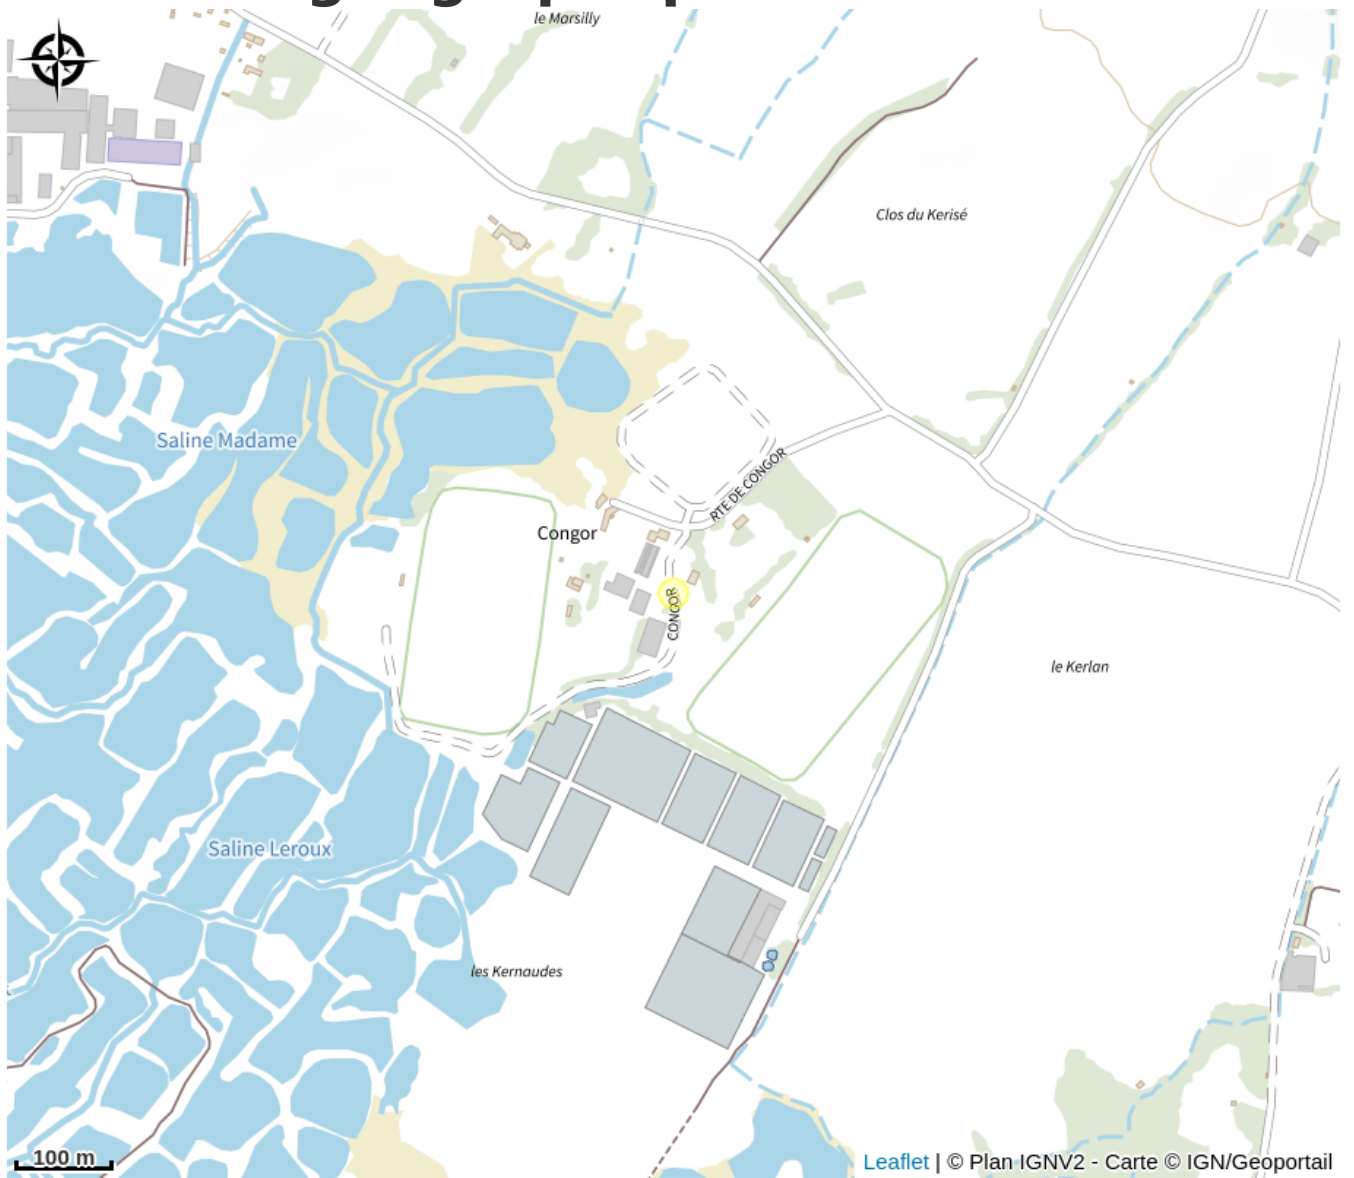 le Marsilly
Clos du Kerisé
Saline Madame
RTE DE CONGOR
Congor
CONGOR
le Kerlan
Saline Leroux
les Kernaudes
100 m
Leaflet | © Plan IGNV2 - Carte © IGN/Geoportail